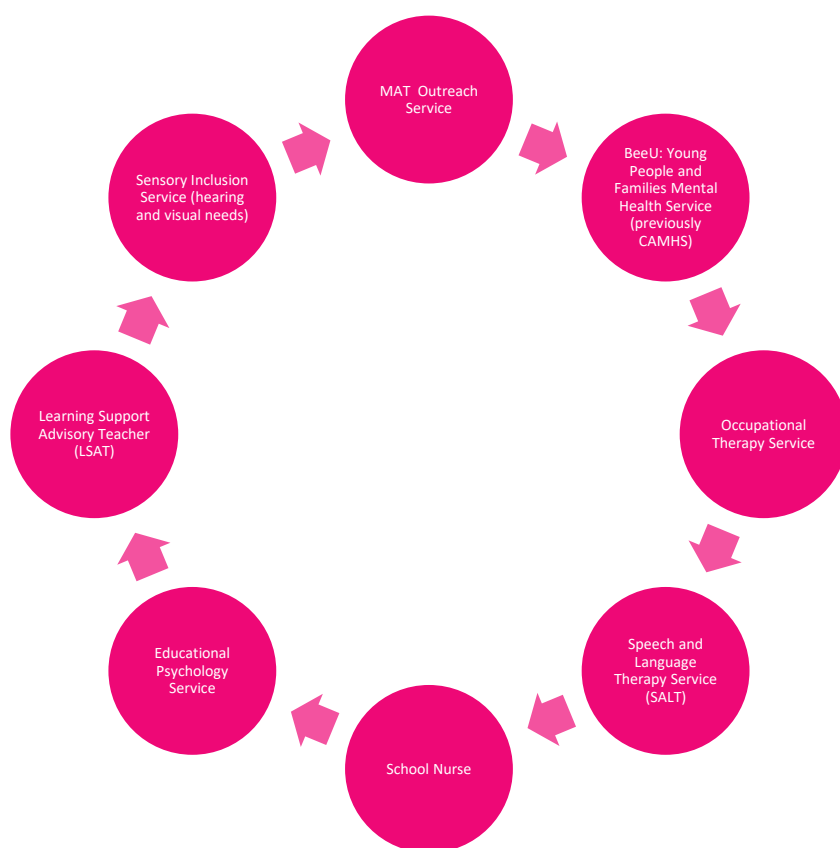 MAT Outreach
Service
BeeU: Young
People and
Families Mental
Health Service
(previously
CAMHS)
Occupational
Therapy Service
Speech and
Language
Therapy Service
(SALT)
School Nurse
Educational
Psychology
Service
Learning Support
Advisory Teacher
(LSAT)
Sensory Inclusion
Service (hearing
and visual needs)